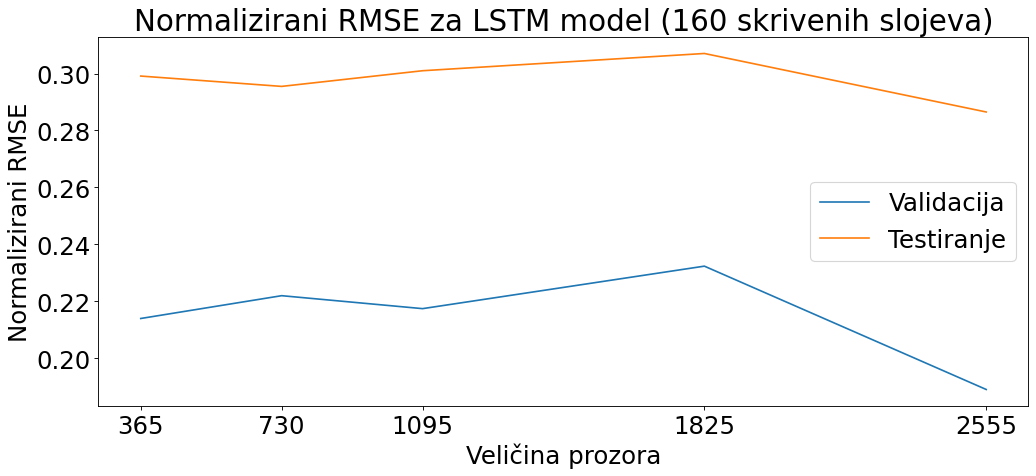 Normalizirani RMSE za LSTM model (160 skrivenih slojeva)
Normalizirani RMSE
0.30
0.28
0.26
0.24
0.22
0.20
Validacija
Testiranje
365 730 1095 1825 2555
Veličina prozora